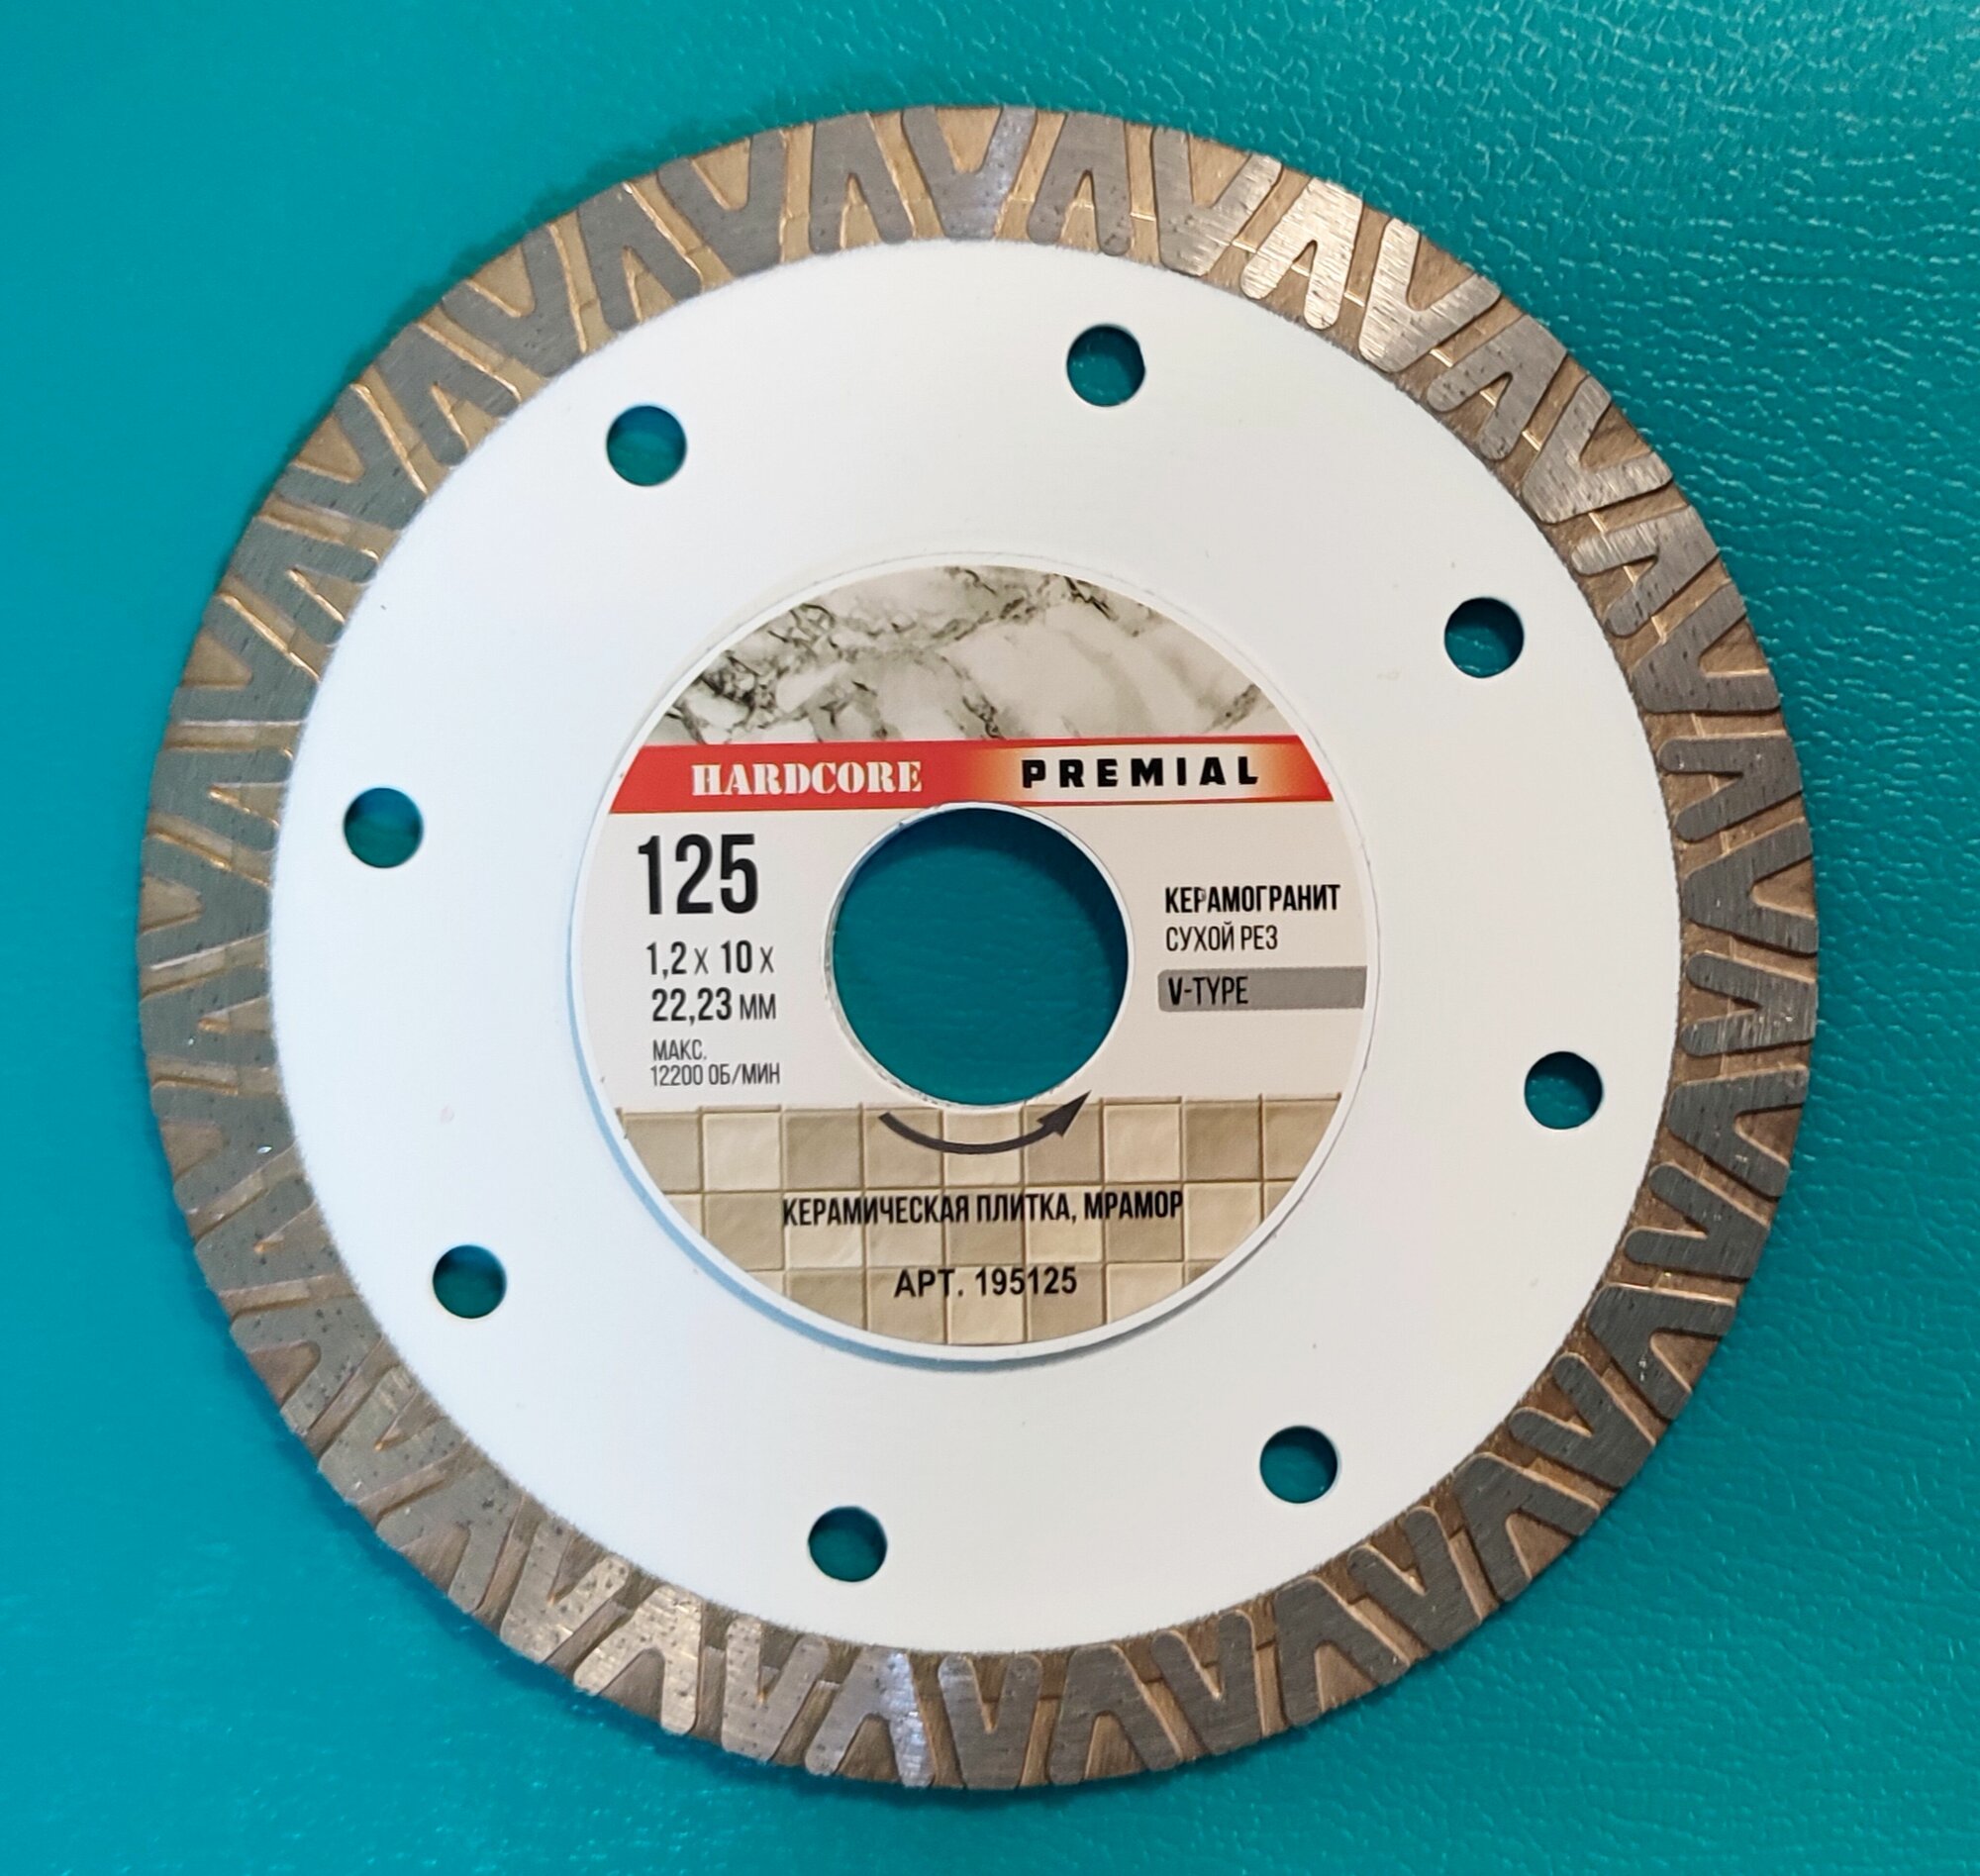 HARDCORE PREMIAL
125
1,2 x 10 x
22,23 ММ
МАКС.
12200 ОБ/МИН
КЕРАМОГРАНИТ
СУХОЙ РЕЗ
V-TYPE
КЕРАМИЧЕСКАЯ ПЛИТКА, МРАМОР
АРТ. 195125